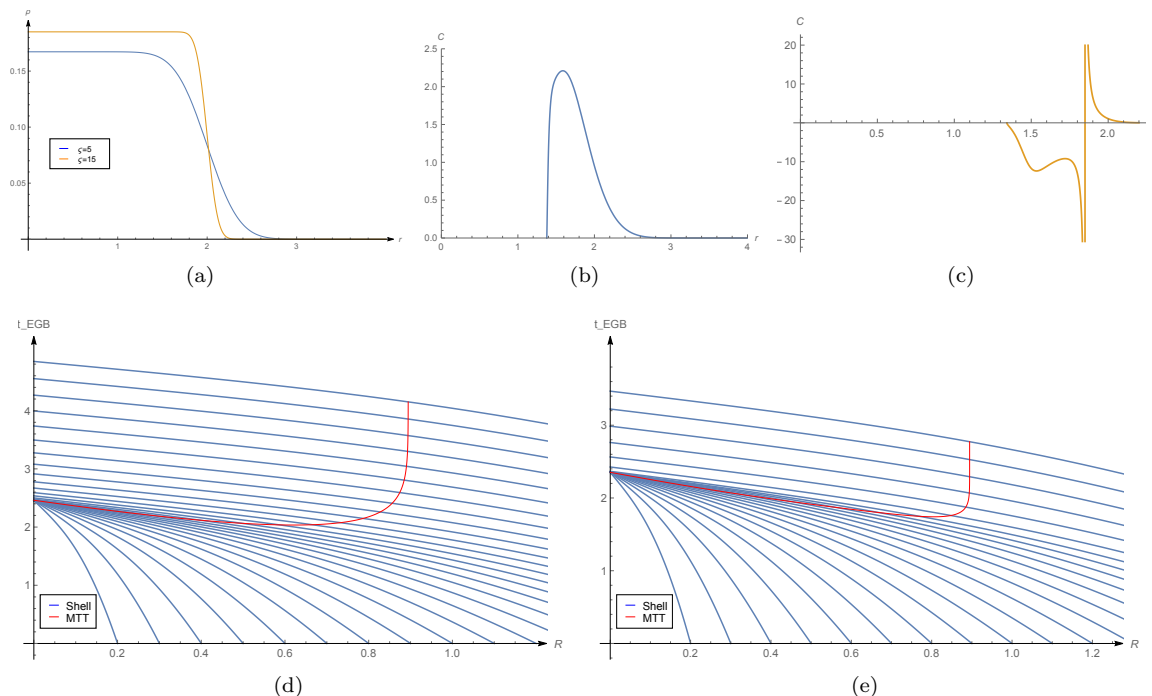 ρ
0.15
0.10
0.05
ς=5
ς=15
1
2
3
r
(a)
C
2.5
2.0
1.5
1.0
0.5
0.0
0
1
2
3
4
r
(b)
C
20
10
0.5
1.0
1.5
2.0
-10
-20
-30
(c)
t_EGB
4
3
2
1
Shell
MTT
0.2
0.4
0.6
0.8
1.0
R
(d)
t_EGB
3
2
1
Shell
MTT
0.2
0.4
0.6
0.8
1.0
1.2
R
(e)